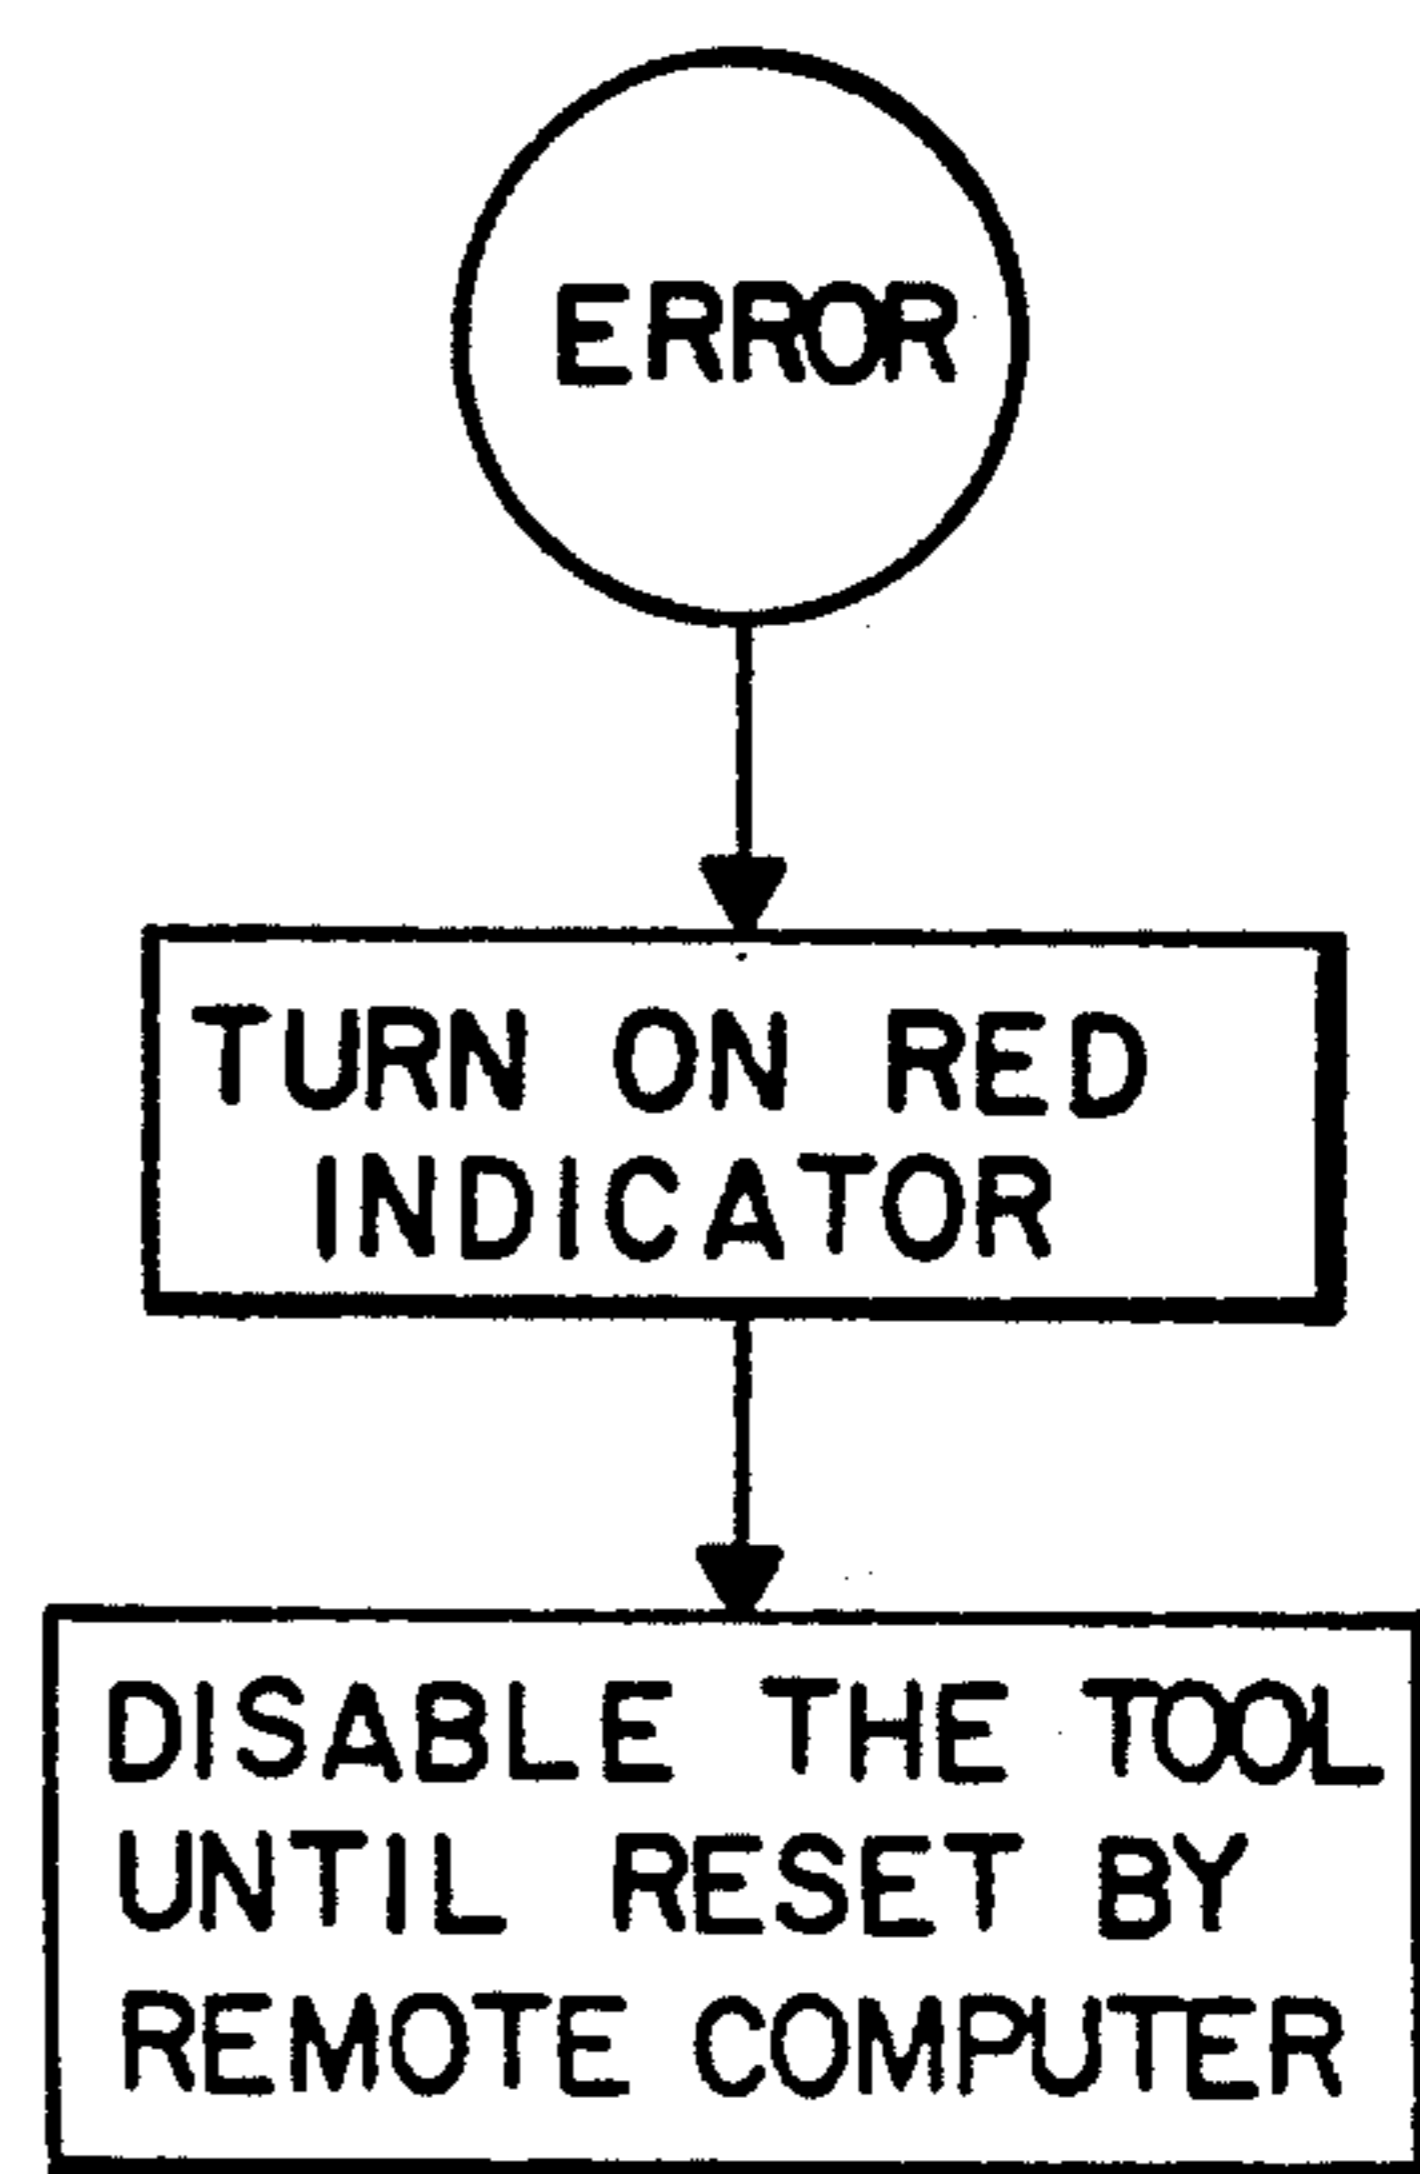 ERROR
TURN ON RED
INDICATOR
DISABLE THE TOOL
UNTIL RESET BY
REMOTE COMPUTER